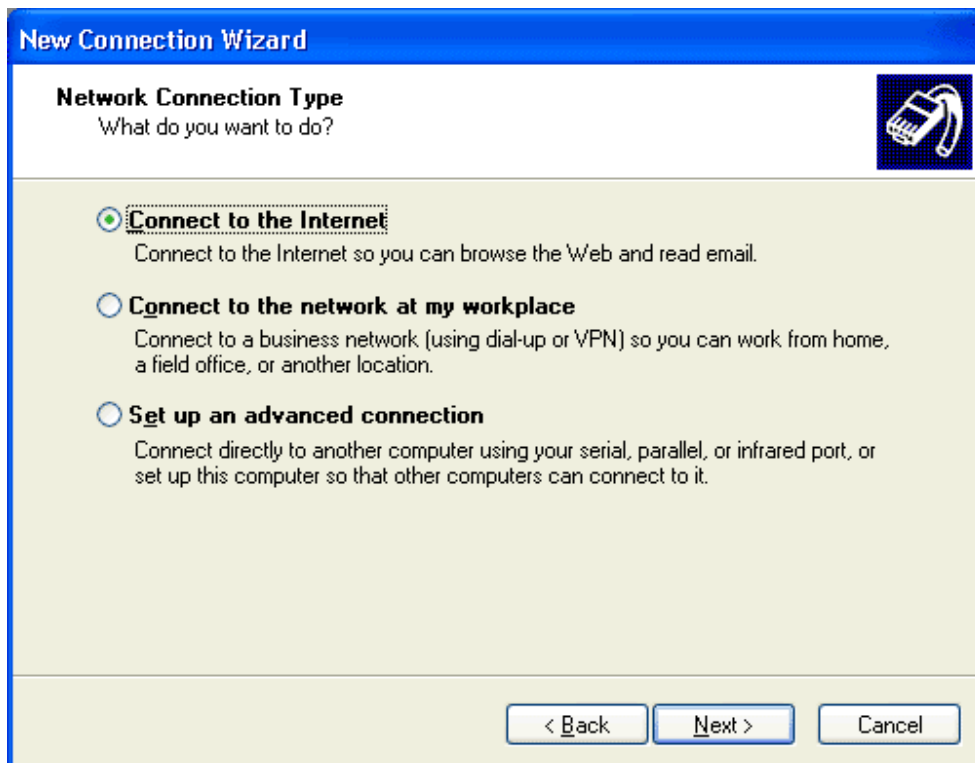 New Connection Wizard
Network Connection Type
What do you want to do?
Connect to the Internet
Connect to the Internet so you can browse the Web and read email.
Connect to the network at my workplace
Connect to a business network (using dial-up or VPN) so you can work from home,
a field office, or another location.
Set up an advanced connection
Connect directly to another computer using your serial, parallel, or infrared port, or
set up this computer so that other computers can connect to it.
< Back Next > Cancel